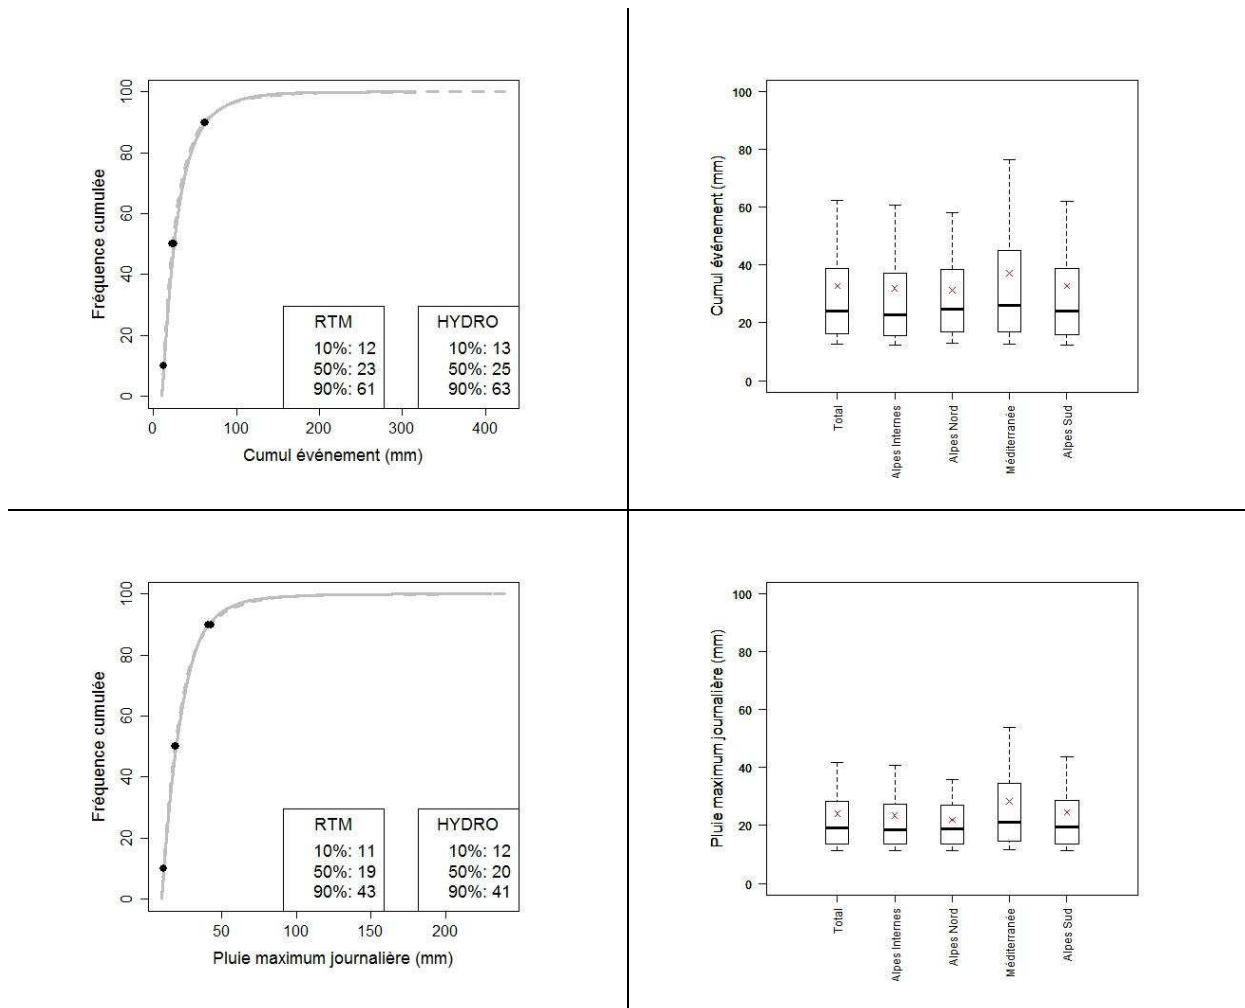 100
80
60
40
20
0
Fréquence cumulée
RTM
10%: 12
50%: 23
90%: 61
HYDRO
10%: 13
50%: 25
90%: 63
0 100 200 300 400
Cumul événement (mm)
100
80
60
40
20
0
Cumul événement (mm)
Total
Alpes Internes
Alpes Nord
Méditerranée
Alpes Sud
100
80
60
40
20
0
Fréquence cumulée
RTM
10%: 11
50%: 19
90%: 43
HYDRO
10%: 12
50%: 20
90%: 41
50 100 150 200
Pluie maximum journalière (mm)
100
80
60
40
20
0
Pluie maximum journalière (mm)
Total
Alpes Internes
Alpes Nord
Méditerranée
Alpes Sud